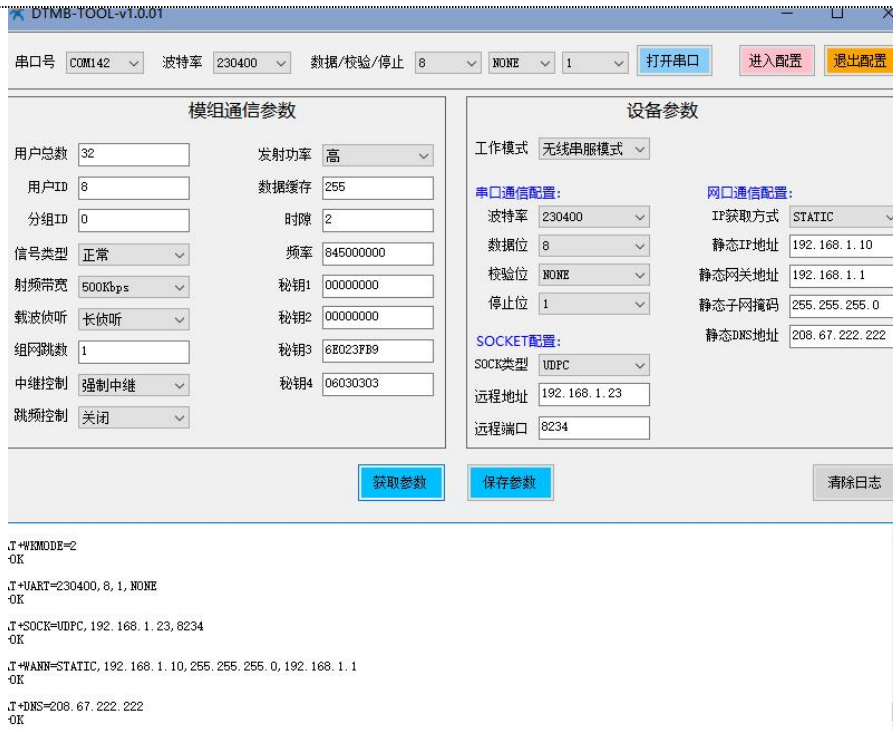 DTMB-TOOL-v1.0.01
串口号 COM142 波特率 230400 数据/校验/停止 8 NONE 1 打开串口 进入配置 退出配置
模组通信参数
用户总数 32 发射功率 高
用户ID 8 数据缓存 255
分组ID 0 时隙 2
信号类型 正常 频率 845000000
射频带宽 500Kbps 秘钥1 00000000
载波侦听 长侦听 秘钥2 00000000
组网跳数 1 秘钥3 6E023FB9
中继控制 强制中继 秘钥4 06030303
跳频控制 关闭
设备参数
工作模式 无线串服模式
串口通信配置:
波特率 230400
数据位 8
校验位 NONE
停止位 1
SOCKET配置:
SOCK类型 UDPC
远程地址 192.168.1.23
远程端口 8234
网口通信配置:
IP获取方式 STATIC
静态IP地址 192.168.1.10
静态网关地址 192.168.1.1
静态子网掩码 255.255.255.0
静态DNS地址 208.67.222.222
获取参数 保存参数 清除日志
T+WKMODE=2
OK
T+UART=230400,8,1,NONE
OK
T+SOCK=UDPC,192.168.1.23,8234
OK
T+WANN=STATIC,192.168.1.10,255.255.255.0,192.168.1.1
OK
T+DNS=208.67.222.222
OK